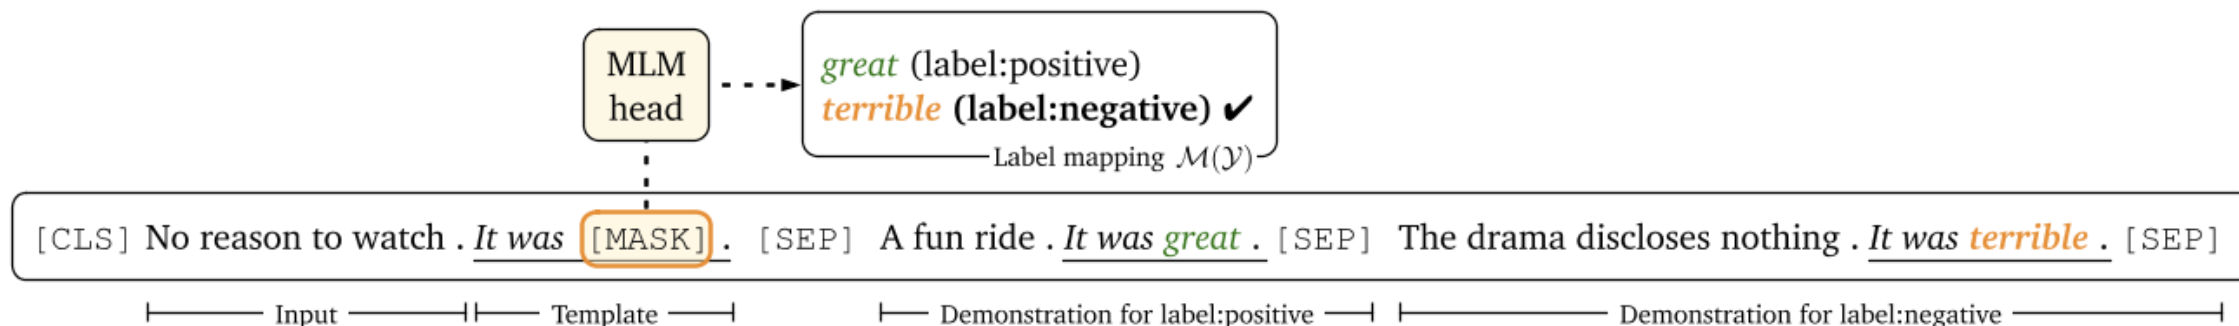 MLM
head
great (label:positive)
terrible (label:negative) ✔
Label mapping M(Y)
[CLS] No reason to watch . It was [MASK] . [SEP] A fun ride . It was great . [SEP] The drama discloses nothing . It was terrible . [SEP]
Input Template Demonstration for label:positive Demonstration for label:negative